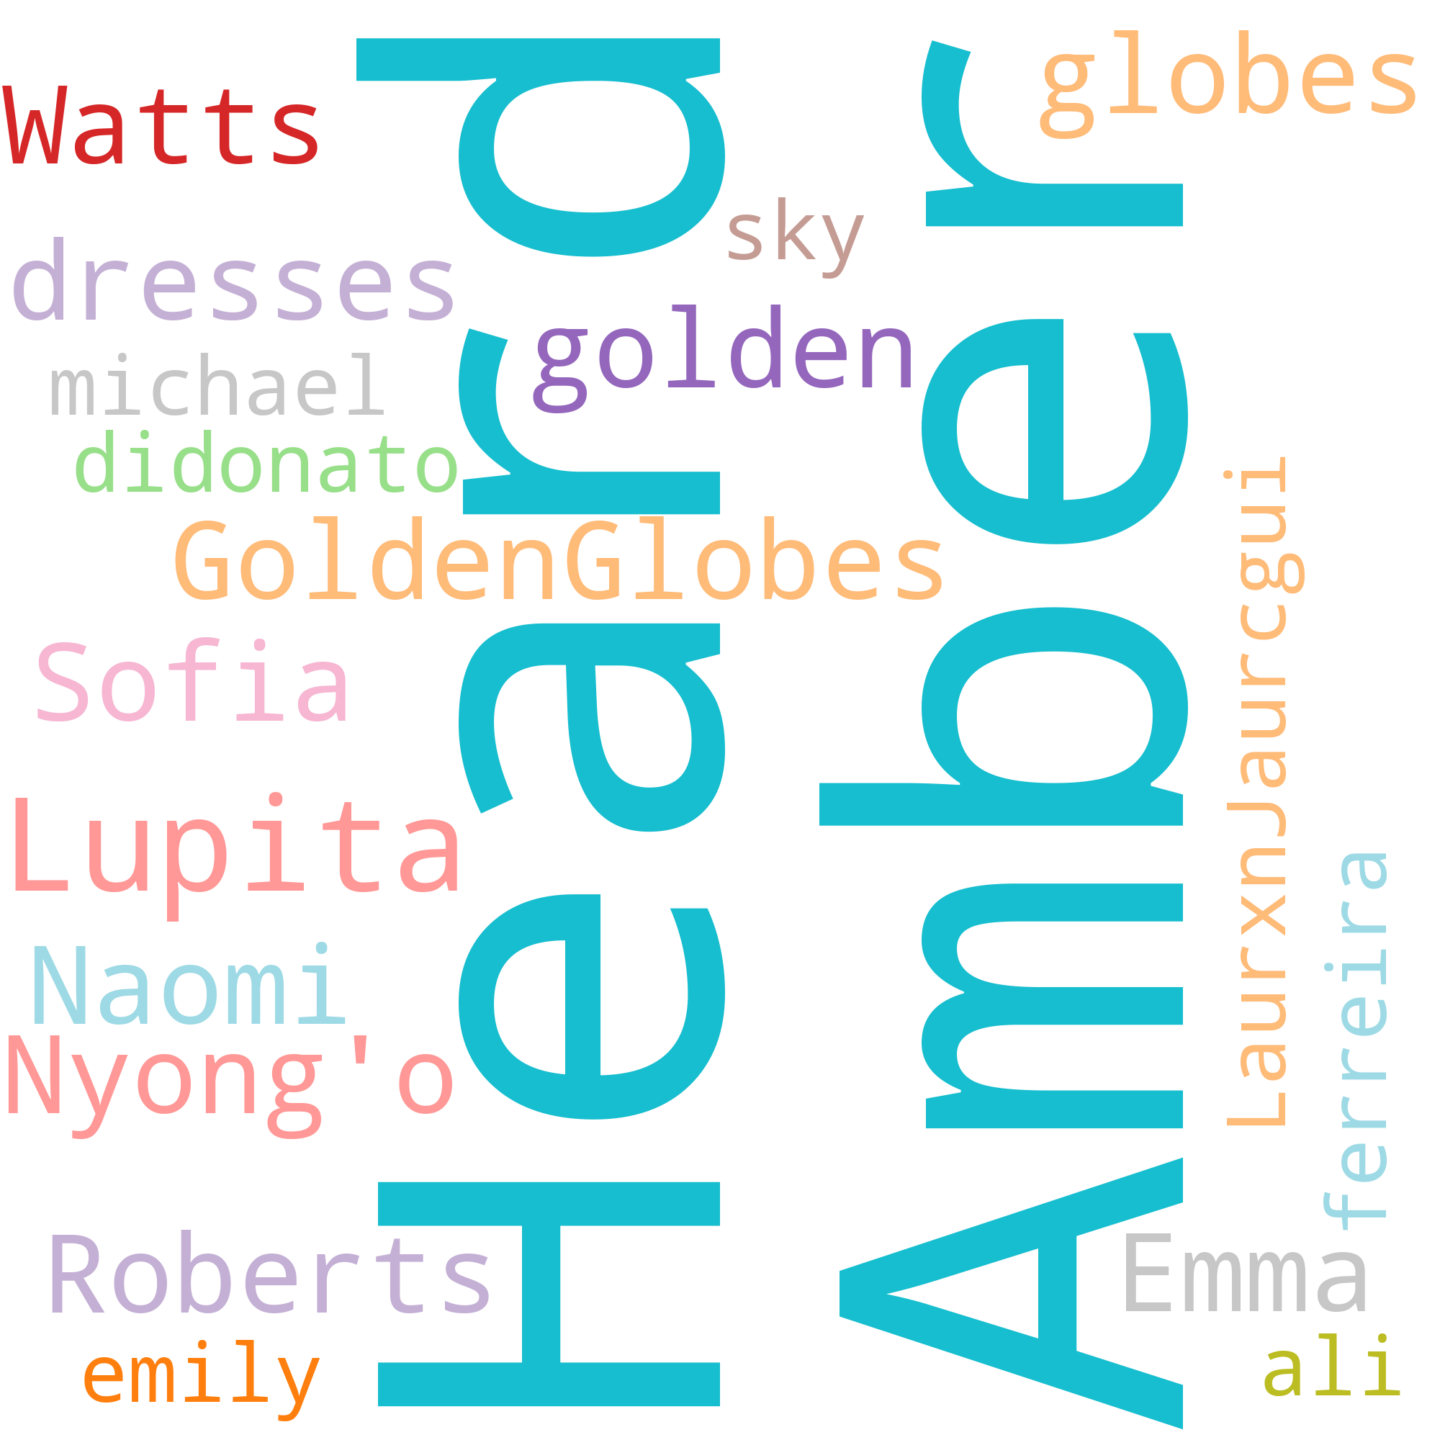 globes
Watts
sky
dresses
golden
michael
didonato
GoldenGlobes
Sofia
Lupita
Naomi
Nyong'o
Roberts
emily
Heard
Amber
LaurxnJaurcgui
ferreira
Emma
ali